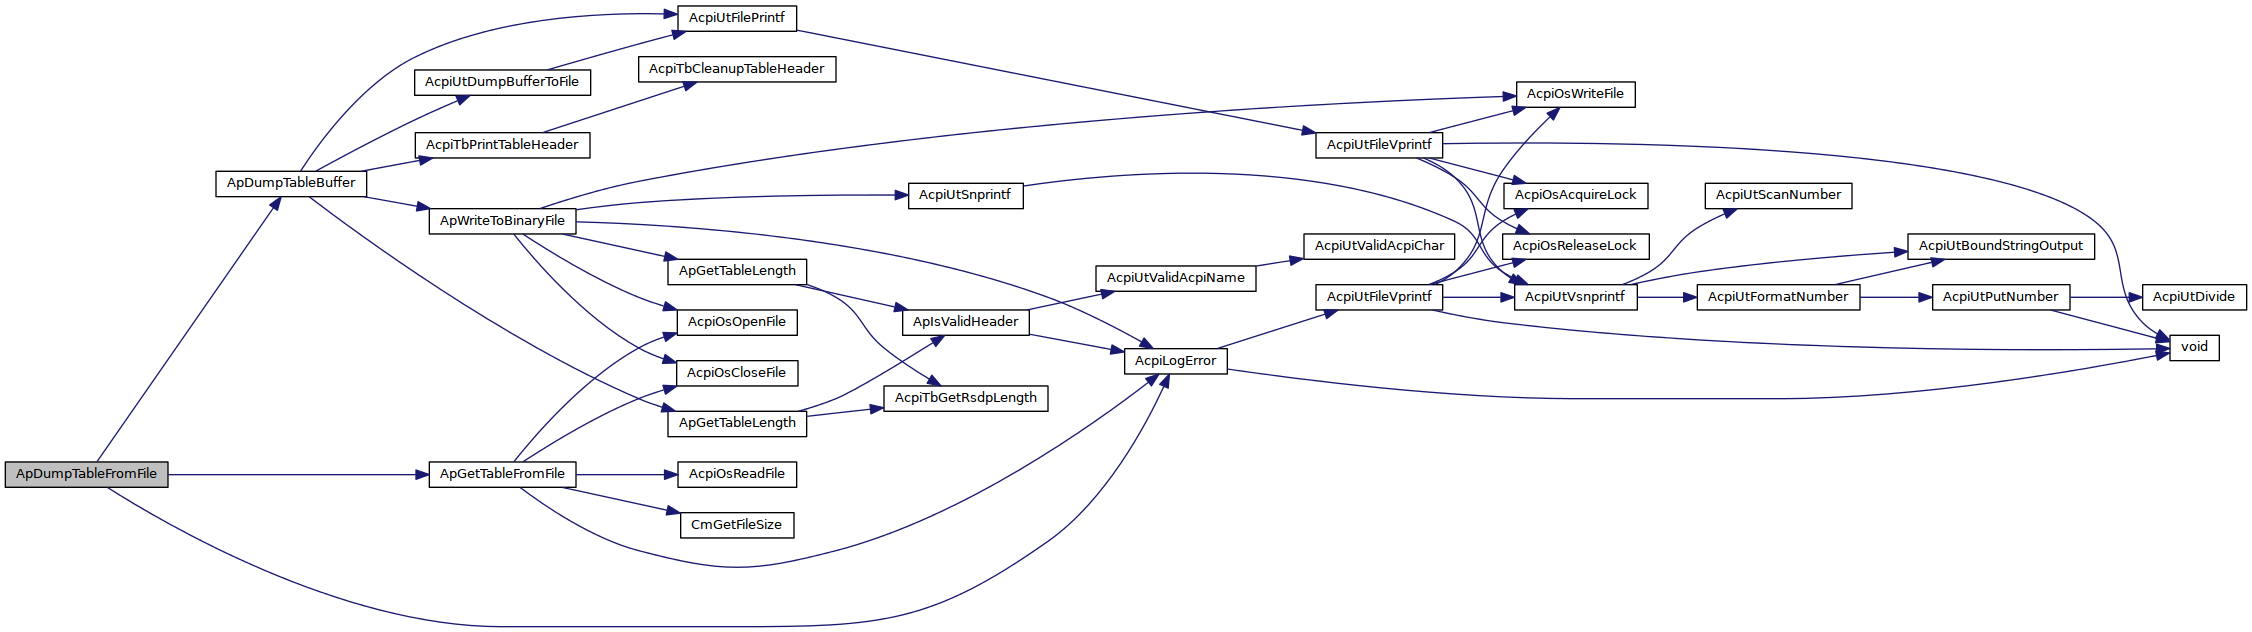 ApDumpTableFromFile
ApDumpTableBuffer
AcpiUtFilePrintf
AcpiUtDumpBufferToFile
AcpiTbCleanupTableHeader
AcpiTbPrintTableHeader
ApWriteToBinaryFile
ApGetTableLength
AcpiOsOpenFile
AcpiOsCloseFile
ApGetTableLength
ApGetTableFromFile
AcpiOsReadFile
CmGetFileSize
AcpiUtSnprintf
ApIsValidHeader
AcpiTbGetRsdpLength
AcpiUtValidAcpiName
AcpiLogError
AcpiUtFileVprintf
AcpiUtValidAcpiChar
AcpiUtFileVprintf
AcpiOsWriteFile
AcpiOsAcquireLock
AcpiOsReleaseLock
AcpiUtVsnprintf
AcpiUtScanNumber
AcpiUtFormatNumber
AcpiUtBoundStringOutput
AcpiUtPutNumber
AcpiUtDivide
void